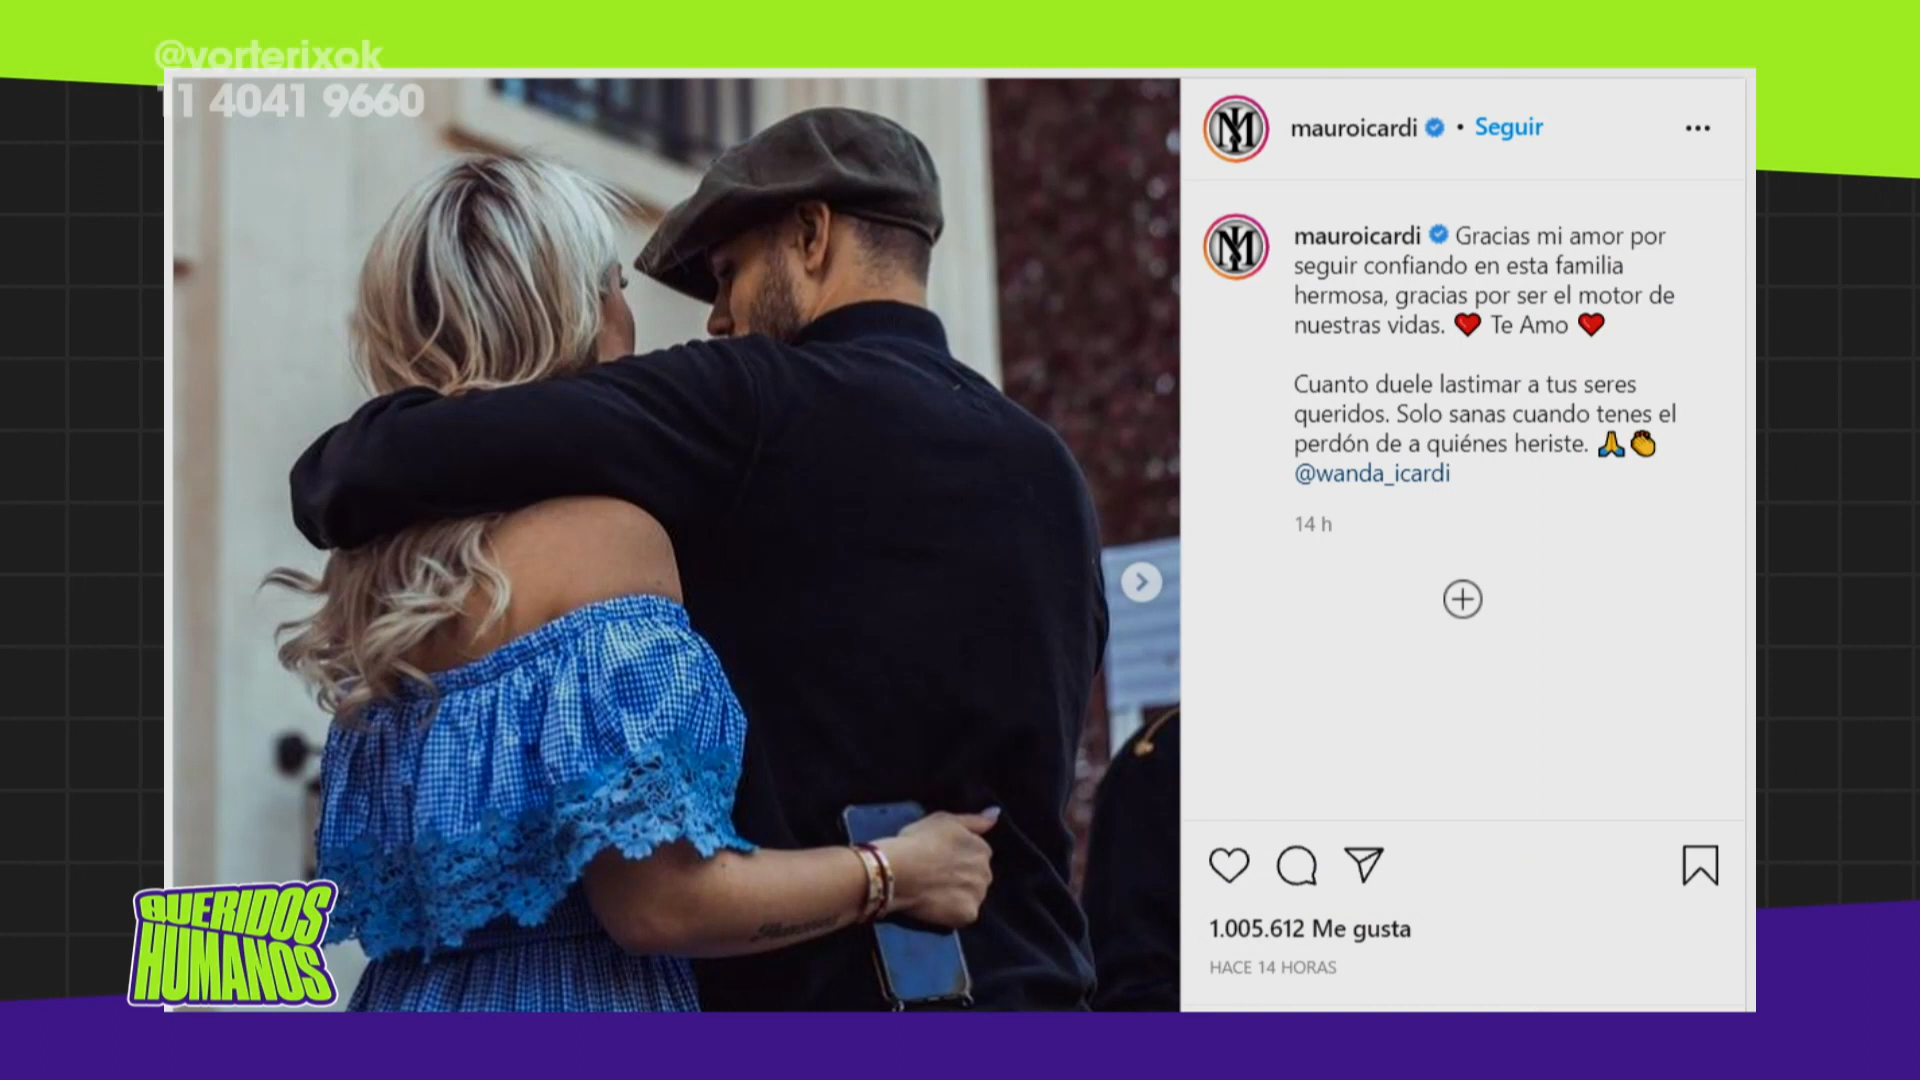 @vorterixok
11 4041 9660
mauroicardi • Seguir
mauroicardi Gracias mi amor por
seguir confiando en esta familia
hermosa, gracias por ser el motor de
nuestras vidas. ❤️ Te Amo ❤️
Cuanto duele lastimar a tus seres
queridos. Solo sanas cuando tenes el
perdón de a quiénes heriste. 🙏👏
@wanda_icardi
14 h
1.005.612 Me gusta
HACE 14 HORAS
QUERIDOS
HUMANOS